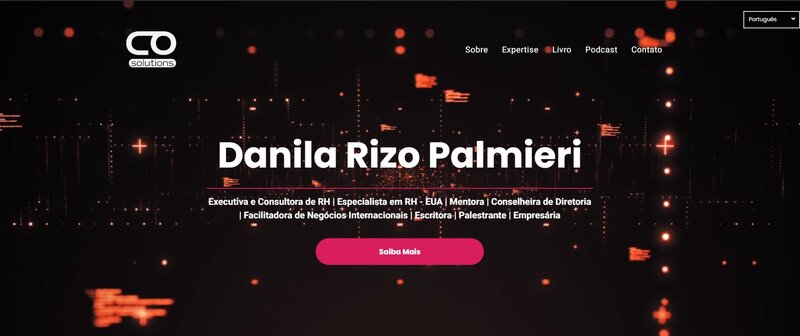 Português
CO
solutions
Sobre Expertise Livro Podcast Contato
Danila Rizo Palmieri
Executiva e Consultora de RH | Especialista em RH - EUA | Mentora | Conselheira de Diretoria
| Facilitadora de Negócios Internacionais | Escritora | Palestrante | Empresária
Saiba Mais